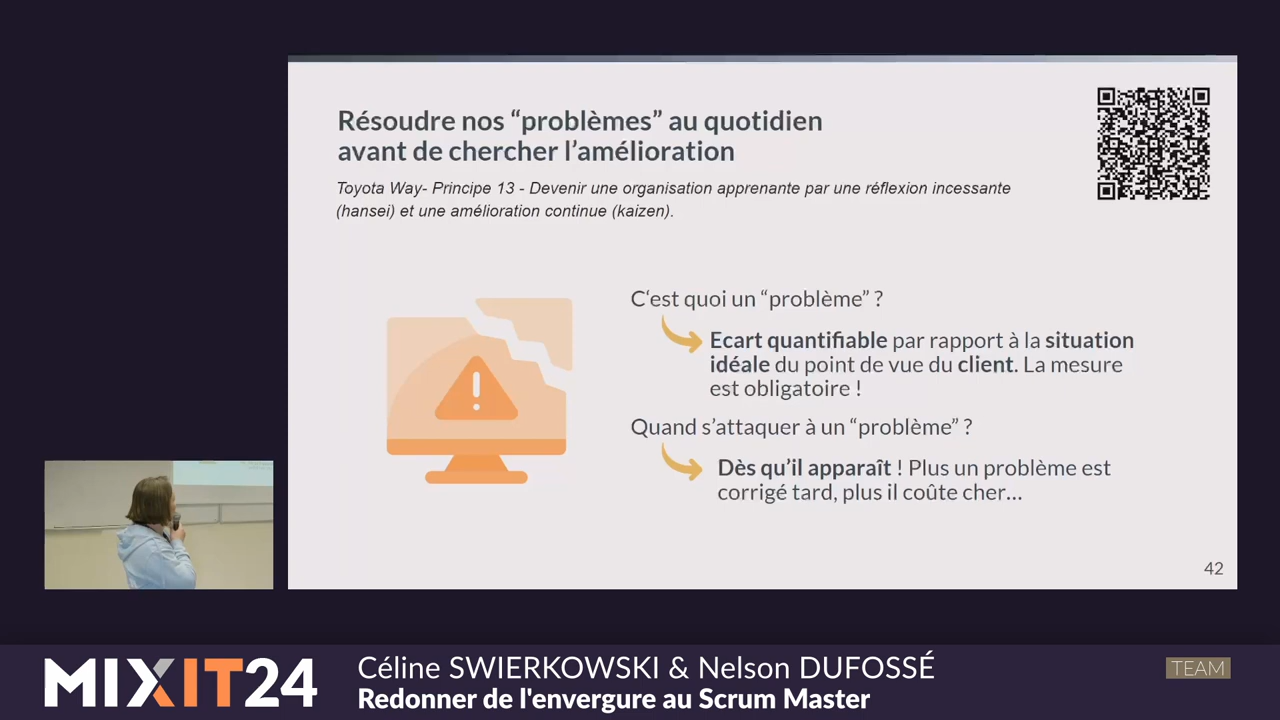 Résoudre nos “problèmes” au quotidien
avant de chercher l’amélioration
Toyota Way- Principe 13 - Devenir une organisation apprenante par une réflexion incessante
(hansei) et une amélioration continue (kaizen).
C‘est quoi un “problème” ?
Ecart quantifiable par rapport à la situation
idéale du point de vue du client. La mesure
est obligatoire !
Quand s’attaquer à un “problème” ?
Dès qu’il apparaît ! Plus un problème est
corrigé tard, plus il coûte cher...
42
MIXIT24
Céline SWIERKOWSKI & Nelson DUFOSSÉ
Redonner de l'envergure au Scrum Master
TEAM